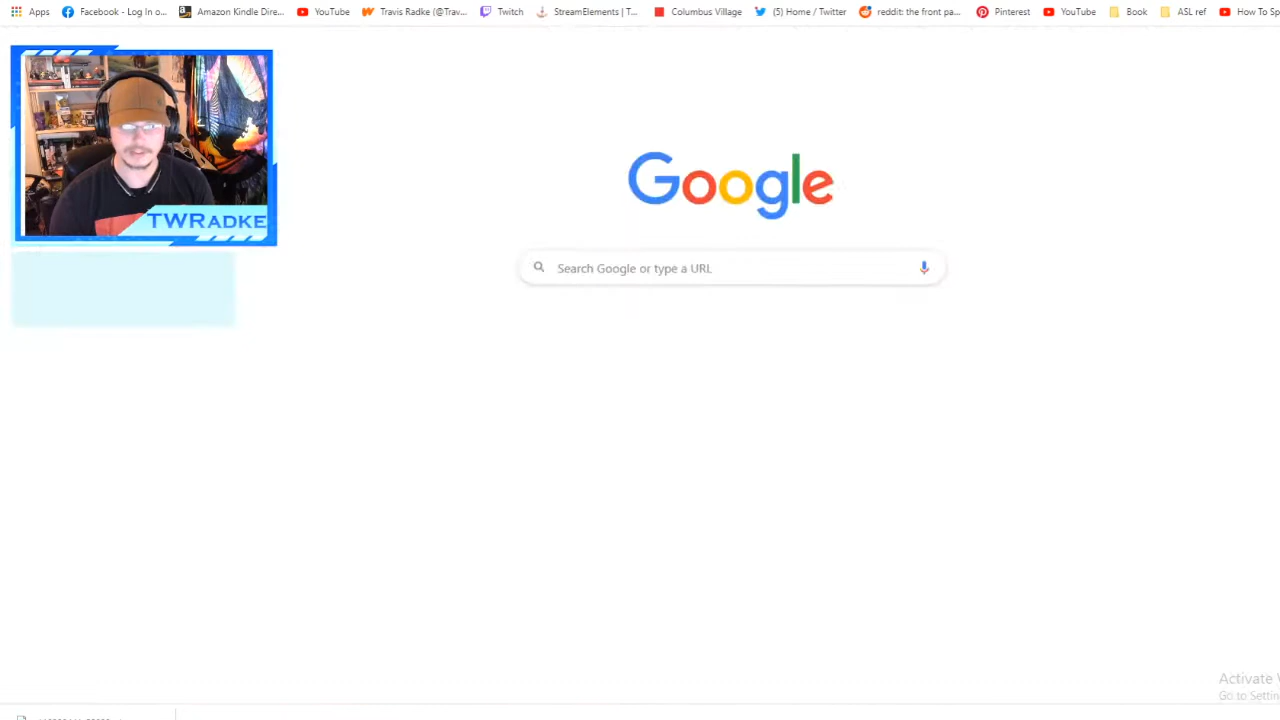 Apps Facebook - Log In o... Amazon Kindle Dire... YouTube Travis Radke (@Trav... Twitch StreamElements | T... Columbus Village (5) Home / Twitter reddit: the front pa... Pinterest YouTube Book ASL ref How To Sp
TWRADKE
Google
Search Google or type a URL
Activate
Go to Settin